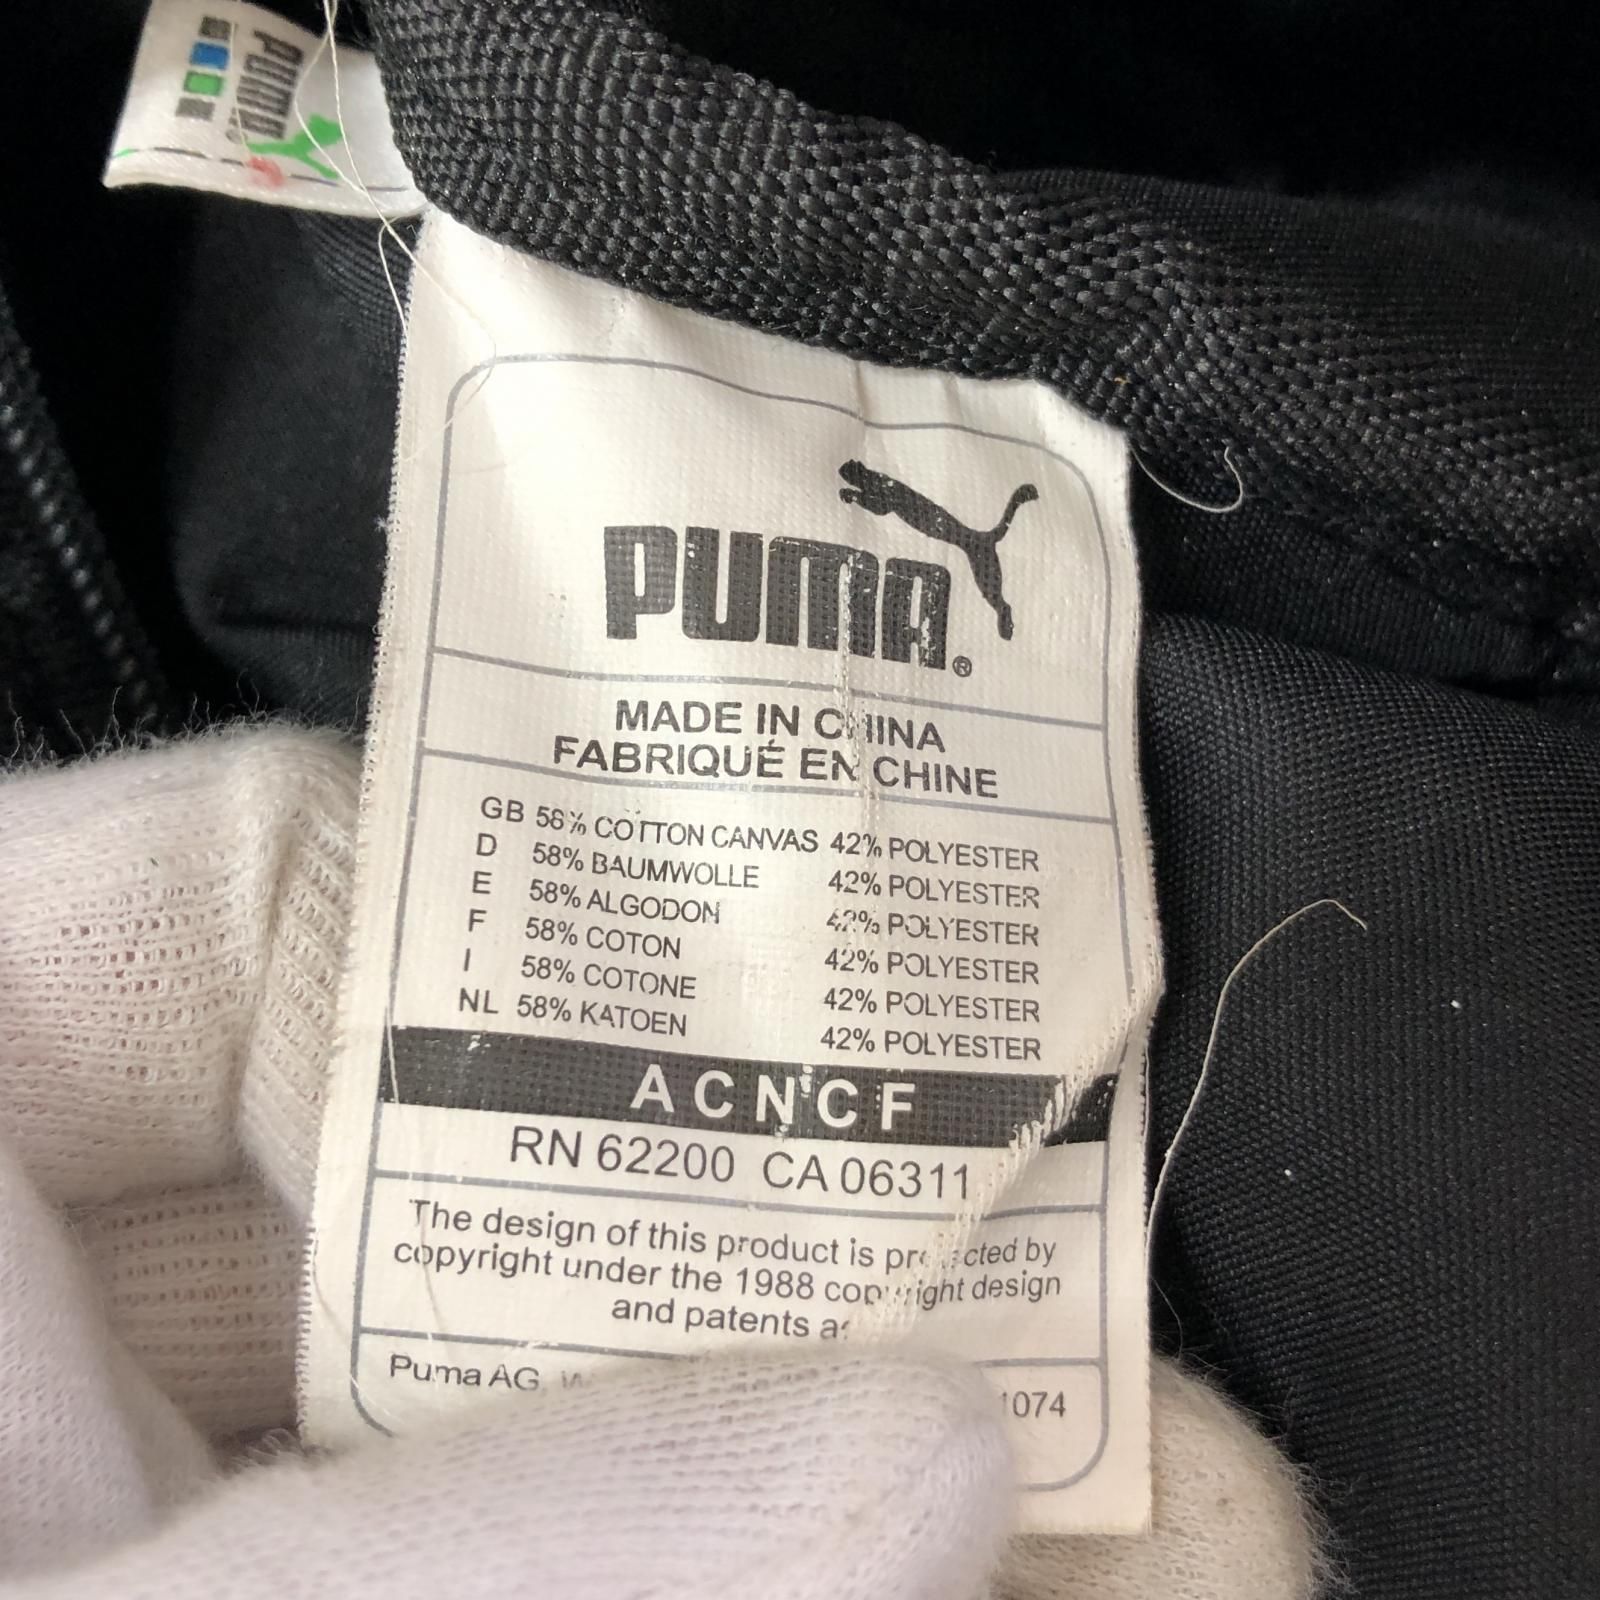 PUMA
PUMA®
MADE IN CHINA
FABRIQUÉ EN CHINE
GB 58% COTTON CANVAS 42% POLYESTER
D 58% BAUMWOLLE 42% POLYESTER
E 58% ALGODON 42% POLYESTER
F 58% COTON 42% POLYESTER
I 58% COTONE 42% POLYESTER
NL 58% KATOEN 42% POLYESTER
ACNCF
RN 62200 CA 06311
The design of this product is protected by
copyright under the 1988 copyright design
and patents
Puma AG 1074